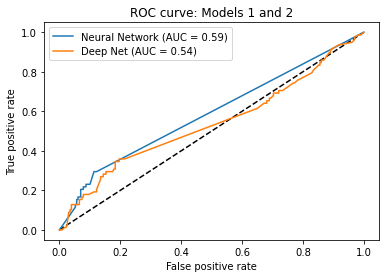 ROC curve: Models 1 and 2
Neural Network (AUC = 0.59)
Deep Net (AUC = 0.54)
True positive rate
1.0
0.8
0.6
0.4
0.2
0.0
0.0 0.2 0.4 0.6 0.8 1.0
False positive rate